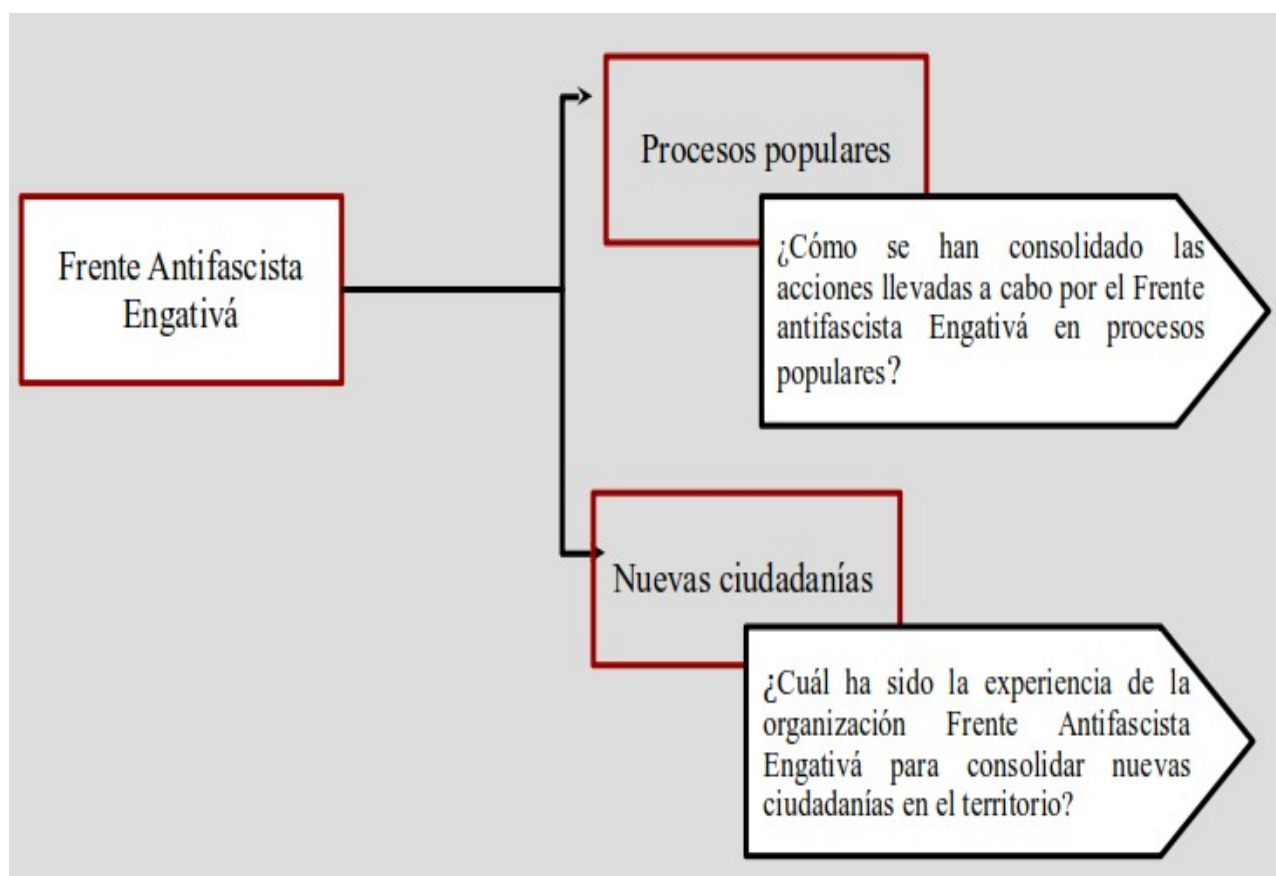 Procesos populares
Frente Antifascista
Engativá
¿Cómo se han consolidado las
acciones llevadas a cabo por el Frente
antifascista Engativá en procesos
populares?
Nuevas ciudadanías
¿Cuál ha sido la experiencia de la
organización Frente Antifascista
Engativá para consolidar nuevas
ciudadanías en el territorio?